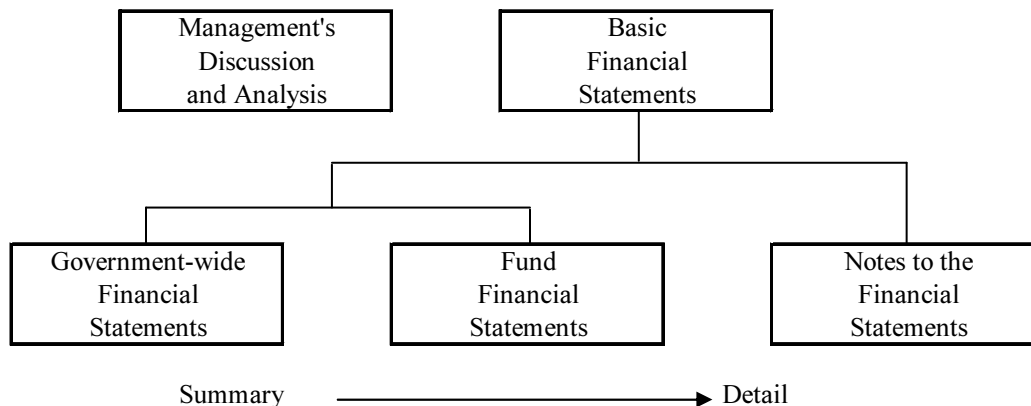 Management's
Discussion
and Analysis
Basic
Financial
Statements
Government-wide
Financial
Statements
Fund
Financial
Statements
Notes to the
Financial
Statements
Summary
Detail